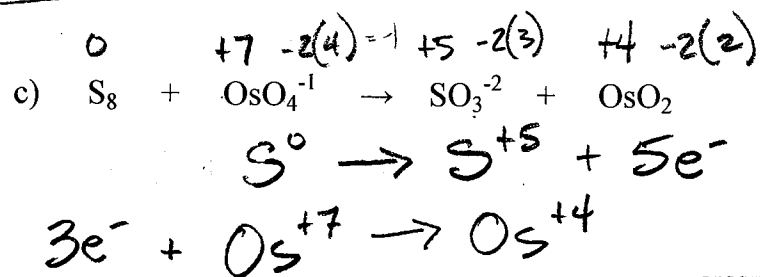 0 +7 -2(4)=-1 +5 -2(3) +4 -2(2)
c) S₈ + OsO₄⁻¹ → SO₃⁻² + OsO₂
S⁰ → S⁺⁵ + 5e⁻
3e⁻ + Os⁺⁷ → Os⁺⁴